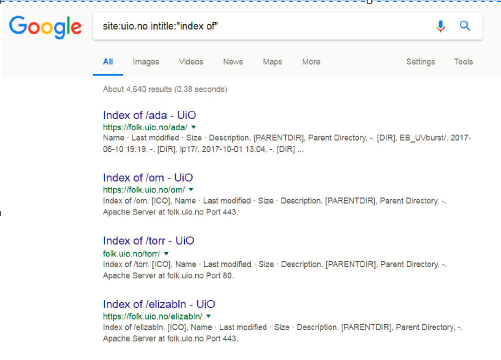 Google
site:uio.no intitle:"index of"
All Images Videos News Maps More Settings Tools
About 4,640 results (0.38 seconds)
Index of /ada - UiO
https://folk.uio.no/ada/
Name · Last modified · Size · Description. [PARENTDIR], Parent Directory, -. [DIR], EB_UVburst/, 2017-
06-10 19:19, -. [DIR], ip17/, 2017-10-01 13:04, -. [DIR] ...
Index of /om - UiO
https://folk.uio.no/om/
Index of /om. [ICO], Name · Last modified · Size · Description. [PARENTDIR], Parent Directory, -.
Apache Server at folk.uio.no Port 443.
Index of /torr - UiO
folk.uio.no/torr/
Index of /torr. [ICO], Name · Last modified · Size · Description. [PARENTDIR], Parent Directory, -.
Apache Server at folk.uio.no Port 80.
Index of /elizabln - UiO
https://folk.uio.no/elizabln/
Index of /elizabln. [ICO], Name · Last modified · Size · Description. [PARENTDIR], Parent Directory, -.
Apache Server at folk.uio.no Port 443.